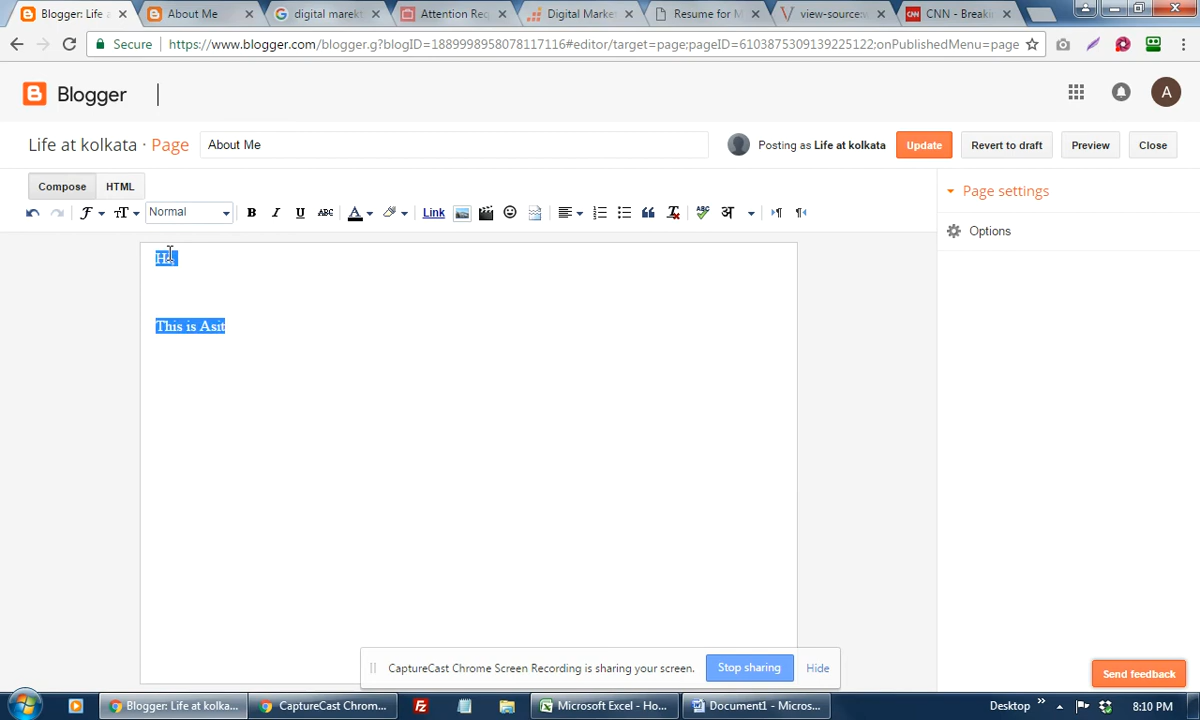 Blogger: Life a
About Me
digital marekt
Attention Req
Digital Marke
Resume for M
view-source:v
CNN - Breaki
Secure
https://www.blogger.com/blogger.g?blogID=1889998958078117116#editor/target=page;pageID=6103875309139225122;onPublishedMenu=page
Blogger
A
Life at kolkata · Page
About Me
Posting as Life at kolkata
Update
Revert to draft
Preview
Close
Compose
HTML
Page settings
Normal
B I U ABC A Link
अ
Options
This is Asit
CaptureCast Chrome Screen Recording is sharing your screen.
Stop sharing
Hide
Send feedback
Blogger: Life at kolka...
CaptureCast Chrom...
Microsoft Excel - Ho...
Document1 - Micros...
Desktop
8:10 PM